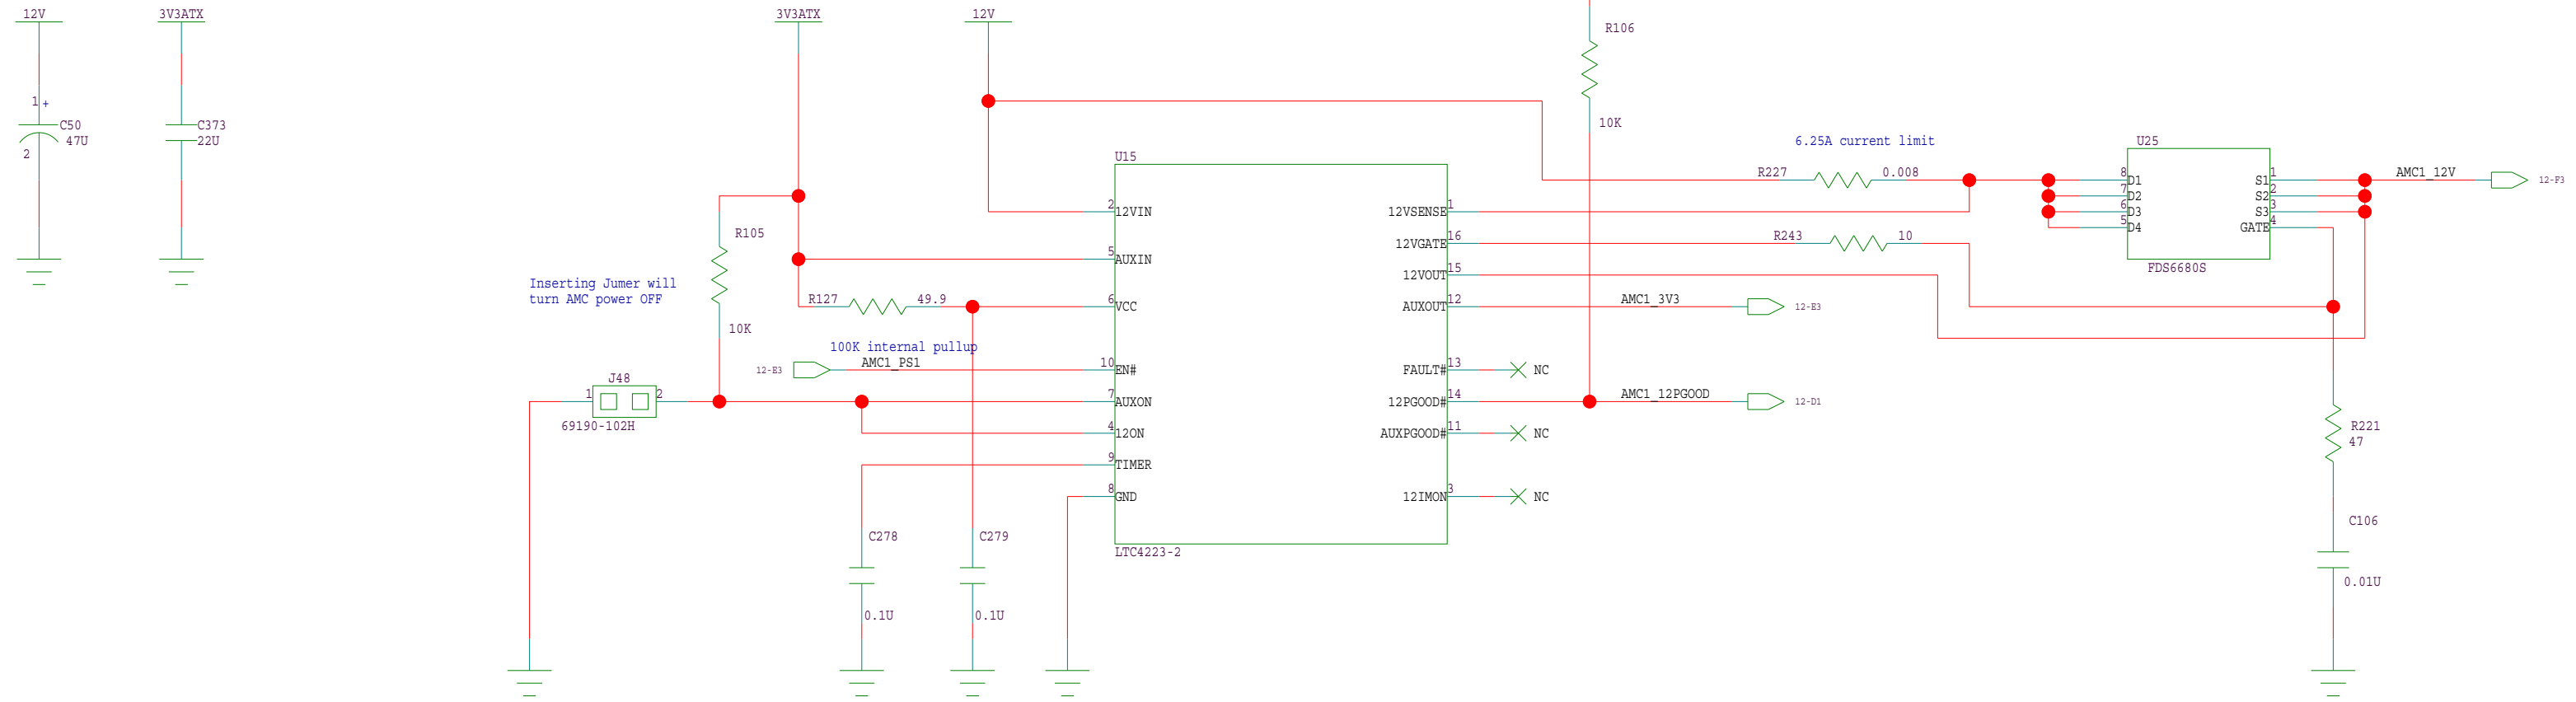 12V
3V3ATX
3V3ATX
12V
R106
10K
1
+
C50
47U
2
C373
22U
6.25A current limit
R227
0.008
U25
8
D1
7
D2
6
D3
5
D4
S1
1
S2
2
S3
3
GATE
4
FDS6680S
AMC1_12V
12-F3
U15
2
12VIN
5
AUXIN
6
VCC
10
EN#
7
AUXON
4
12ON
9
TIMER
8
GND
12VSENSE
1
12VGATE
16
12VOUT
15
AUXOUT
12
FAULT#
13
12PGOOD#
14
AUXPGOOD#
11
12IMON
3
LTC4223-2
R243
10
AMC1_3V3
12-E3
NC
AMC1_12PGOOD
12-D1
NC
NC
R105
10K
Inserting Jumer will
turn AMC power OFF
R127
49.9
100K internal pullup
12-E3
AMC1_PS1
J48
1
2
69190-102H
C278
0.1U
C279
0.1U
R221
47
C106
0.01U